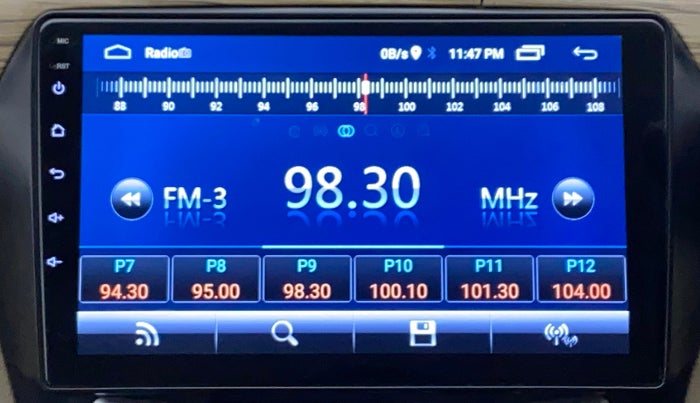 MIC
Radio
0B/s
11:47 PM
RST
88 90 92 94 96 98 100 102 104 106 108
FM-3
98.30
MHz
P7 P8 P9 P10 P11 P12
94.30 95.00 98.30 100.10 101.30 104.00